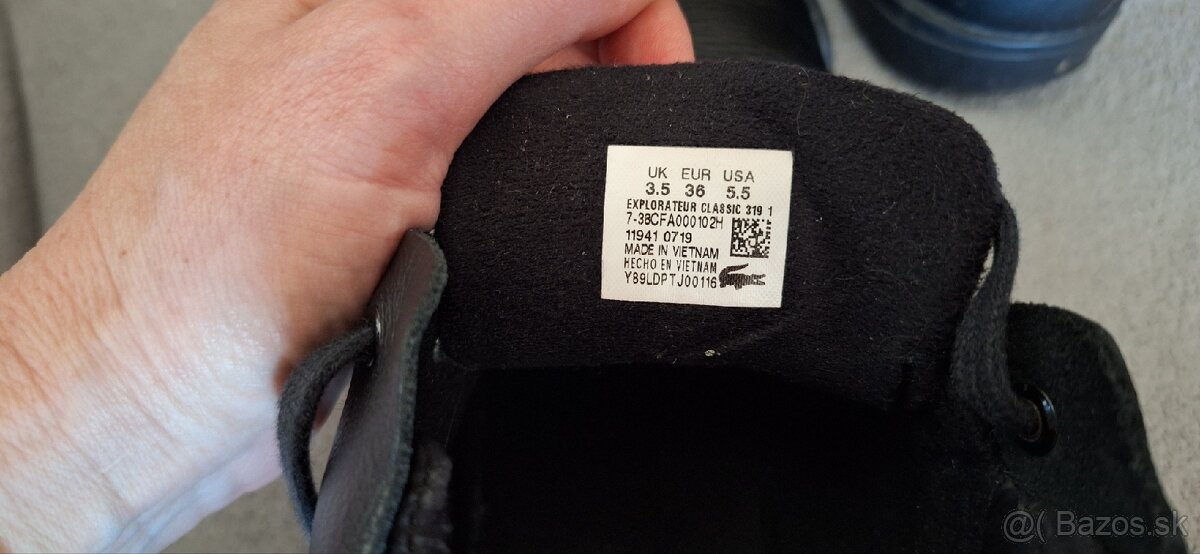 UK EUR USA
3.5 36 5.5
EXPLORATEUR CLASSIC 319 1
7-38CFA000102H
11941 0719
MADE IN VIETNAM
HECHO EN VIETNAM
Y89LDPTJ00116
@( Bazos.sk